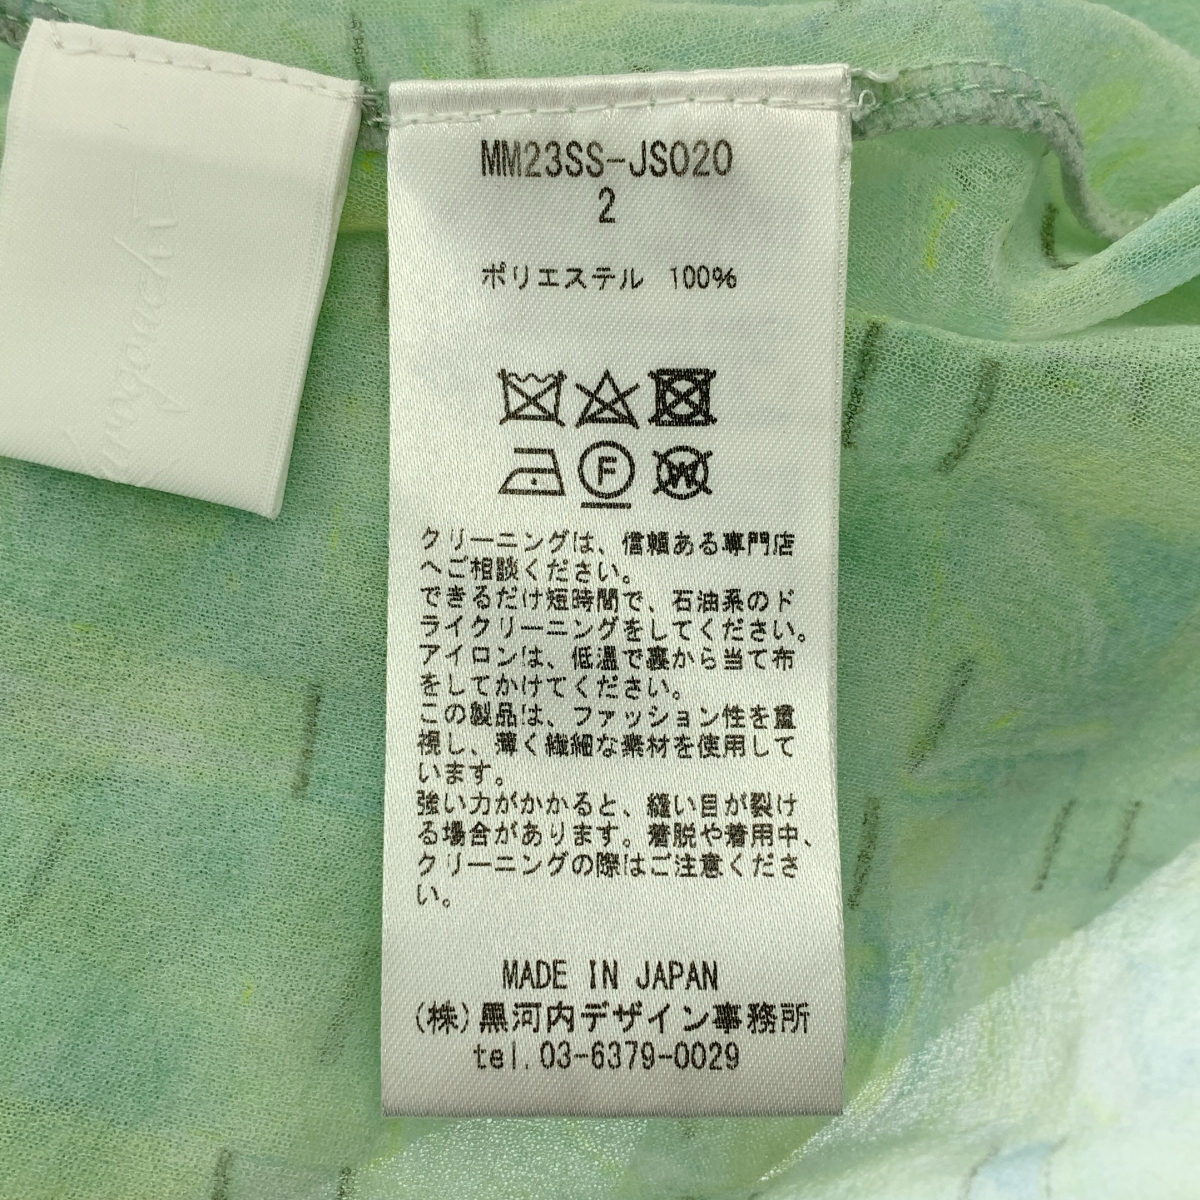 MM23SS-JS020
2
ポリエステル 100%
F
W
クリーニングは、信頼ある専門店
へご相談ください。
できるだけ短時間で、石油系のド
ライクリーニングをしてください。
アイロンは、低温で裏から当て布
をしてかけてください。
この製品は、ファッション性を重
視し、薄く繊細な素材を使用して
います。
強い力がかかると、縫い目が裂け
る場合があります。着脱や着用中、
クリーニングの際はご注意くださ
い。
MADE IN JAPAN
(株)黒河内デザイン事務所
tel.03-6379-0029